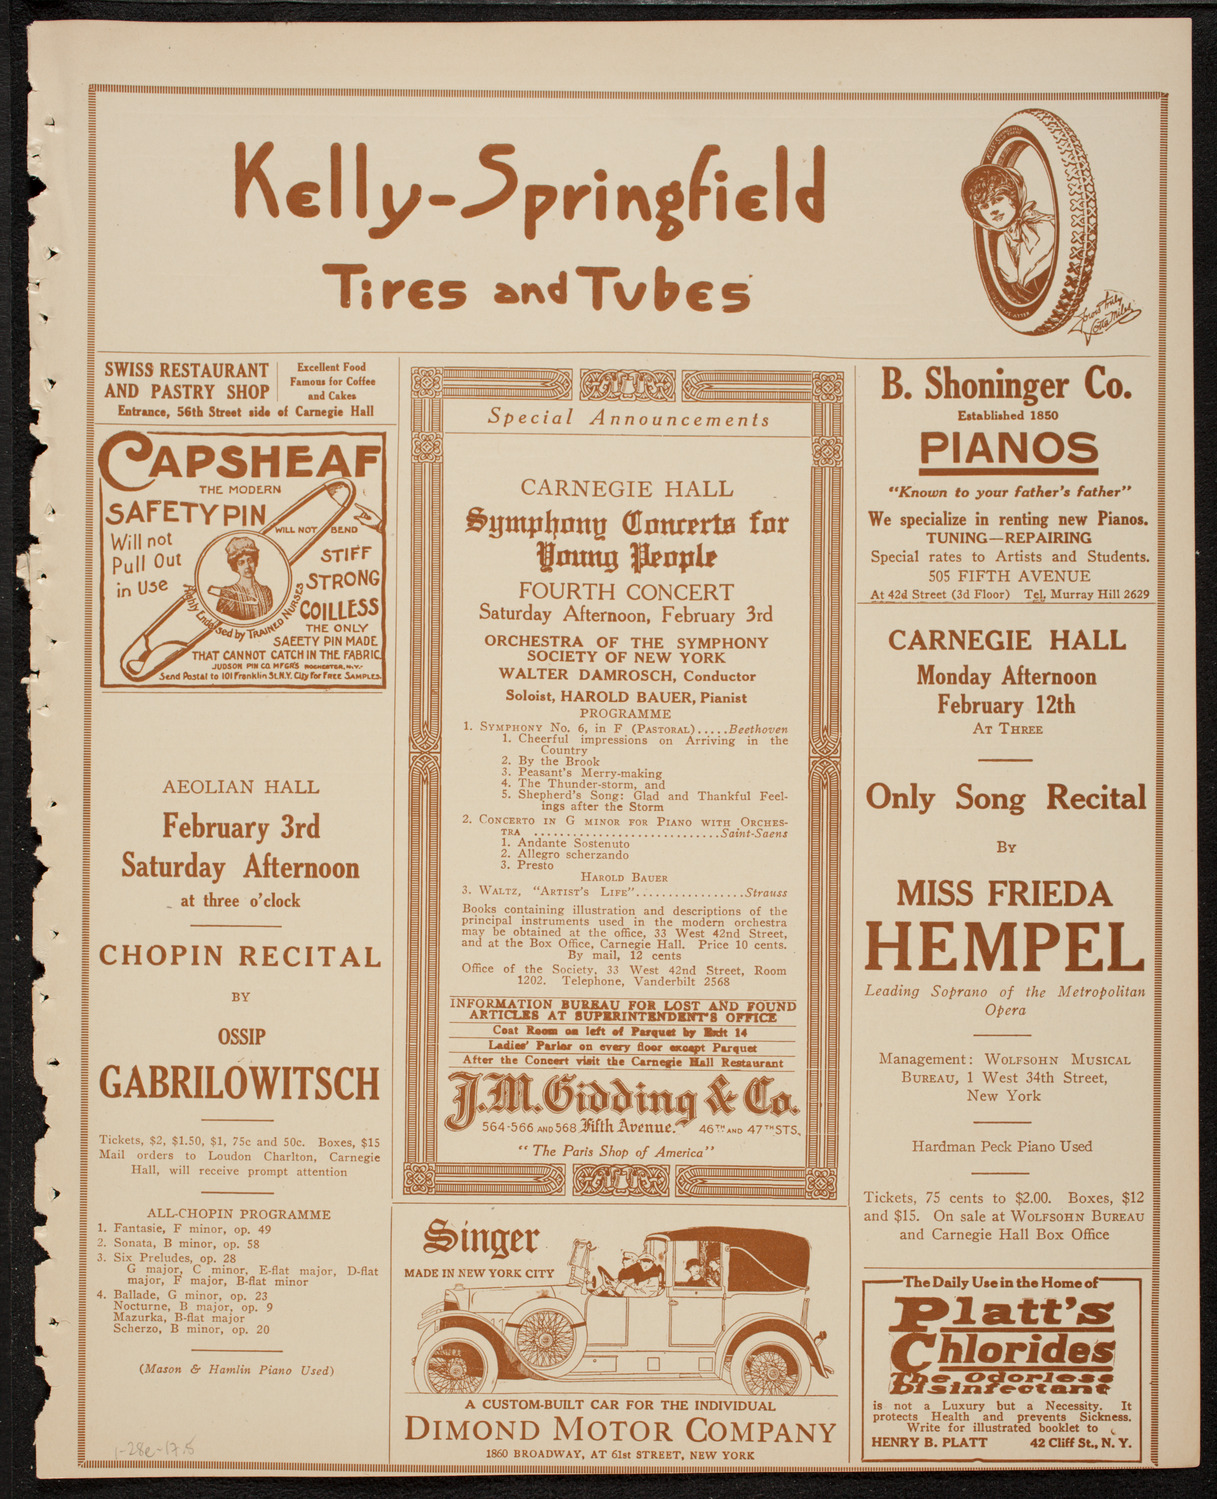 Kelly-Springfield
Tires and Tubes
Yours truly
Lotta Miles
SWISS RESTAURANT
AND PASTRY SHOP
Excellent Food
Famous for Coffee
and Cakes
Entrance, 56th Street side of Carnegie Hall
CAPSHEAF
THE MODERN
SAFETY PIN
WILL NOT BEND
Will not
Pull Out
in Use
STIFF
STRONG
COILLESS
Highly Endorsed by TRAINED NURSES
THE ONLY
SAFETY PIN MADE
THAT CANNOT CATCH IN THE FABRIC
JUDSON PIN CO. MFGRS ROCHESTER, N.Y.
Send Postal to 101 Franklin St. N.Y. City for FREE SAMPLES.
AEOLIAN HALL
February 3rd
Saturday Afternoon
at three o'clock
CHOPIN RECITAL
BY
OSSIP
GABRILOWITSCH
Tickets, $2, $1.50, $1, 75c and 50c. Boxes, $15
Mail orders to Loudon Charlton, Carnegie
Hall, will receive prompt attention
ALL-CHOPIN PROGRAMME
1. Fantasie, F minor, op. 49
2. Sonata, B minor, op. 58
3. Six Preludes, op. 28
G major, C minor, E-flat major, D-flat
major, F major, B-flat minor
4. Ballade, G minor, op. 23
Nocturne, B major, op. 9
Mazurka, B-flat major
Scherzo, B minor, op. 20
(Mason & Hamlin Piano Used)
1-28e-17.5
Special Announcements
CARNEGIE HALL
Symphony Concerts for
Young People
FOURTH CONCERT
Saturday Afternoon, February 3rd
ORCHESTRA OF THE SYMPHONY
SOCIETY OF NEW YORK
WALTER DAMROSCH, Conductor
Soloist, HAROLD BAUER, Pianist
PROGRAMME
1. SYMPHONY NO. 6, IN F (PASTORAL).....Beethoven
1. Cheerful impressions on Arriving in the
Country
2. By the Brook
3. Peasant's Merry-making
4. The Thunder-storm, and
5. Shepherd's Song: Glad and Thankful Feel-
ings after the Storm
2. CONCERTO IN G MINOR FOR PIANO WITH ORCHES-
TRA ............................Saint-Saens
1. Andante Sostenuto
2. Allegro scherzando
3. Presto
HAROLD BAUER
3. WALTZ, "ARTIST'S LIFE".................Strauss
Books containing illustration and descriptions of the
principal instruments used in the modern orchestra
may be obtained at the office, 33 West 42nd Street,
and at the Box Office, Carnegie Hall. Price 10 cents.
By mail, 12 cents
Office of the Society, 33 West 42nd Street, Room
1202. Telephone, Vanderbilt 2568
INFORMATION BUREAU FOR LOST AND FOUND
ARTICLES AT SUPERINTENDENT'S OFFICE
Coat Room on left of Parquet by Exit 14
Ladies' Parlor on every floor except Parquet
After the Concert visit the Carnegie Hall Restaurant
J.M. Gidding & Co.
564-566 AND 568 Fifth Avenue. 46TH AND 47TH STS.
"The Paris Shop of America"
Singer
MADE IN NEW YORK CITY
A CUSTOM-BUILT CAR FOR THE INDIVIDUAL
DIMOND MOTOR COMPANY
1860 BROADWAY, AT 61st STREET, NEW YORK
B. Shoninger Co.
Established 1850
PIANOS
"Known to your father's father"
We specialize in renting new Pianos.
TUNING—REPAIRING
Special rates to Artists and Students.
505 FIFTH AVENUE
At 42d Street (3d Floor) Tel. Murray Hill 2629
CARNEGIE HALL
Monday Afternoon
February 12th
AT THREE
Only Song Recital
BY
MISS FRIEDA
HEMPEL
Leading Soprano of the Metropolitan
Opera
Management: WOLFSOHN MUSICAL
BUREAU, 1 West 34th Street,
New York
Hardman Peck Piano Used
Tickets, 75 cents to $2.00. Boxes, $12
and $15. On sale at WOLFSOHN BUREAU
and Carnegie Hall Box Office
The Daily Use in the Home of
Platt's
Chlorides
The Odorless
Disinfectant
is not a Luxury but a Necessity. It
protects Health and prevents Sickness.
Write for illustrated booklet to
HENRY B. PLATT 42 Cliff St., N. Y.